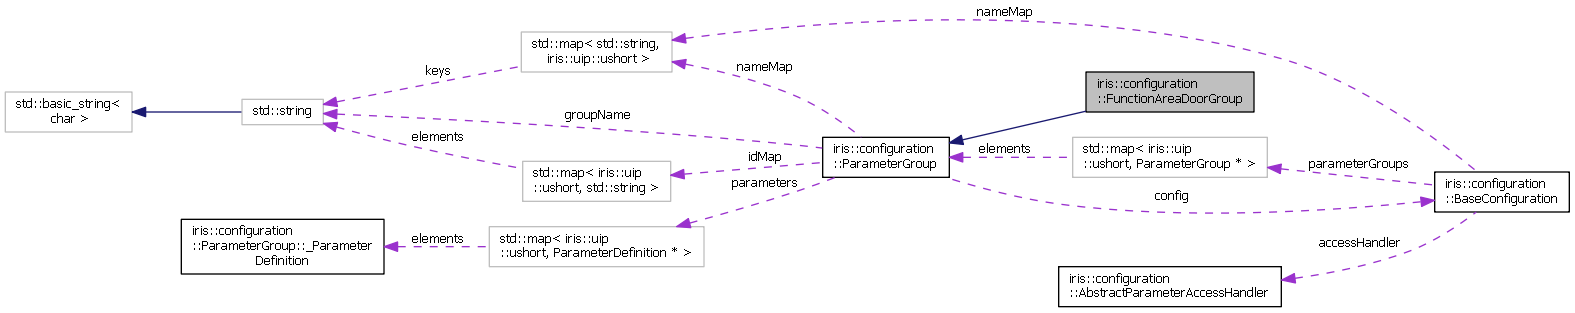 nameMap
std::map< std::string,
iris::uip::ushort >
keys
nameMap
iris::configuration
::FunctionAreaDoorGroup
std::basic_string<
char >
std::string
groupName
elements
iris::configuration
::ParameterGroup
elements
std::map< iris::uip
::ushort, ParameterGroup * >
parameterGroups
idMap
std::map< iris::uip
::ushort, std::string >
parameters
config
iris::configuration
::BaseConfiguration
iris::configuration
::ParameterGroup::_Parameter
Definition
elements
std::map< iris::uip
::ushort, ParameterDefinition * >
accessHandler
iris::configuration
::AbstractParameterAccessHandler